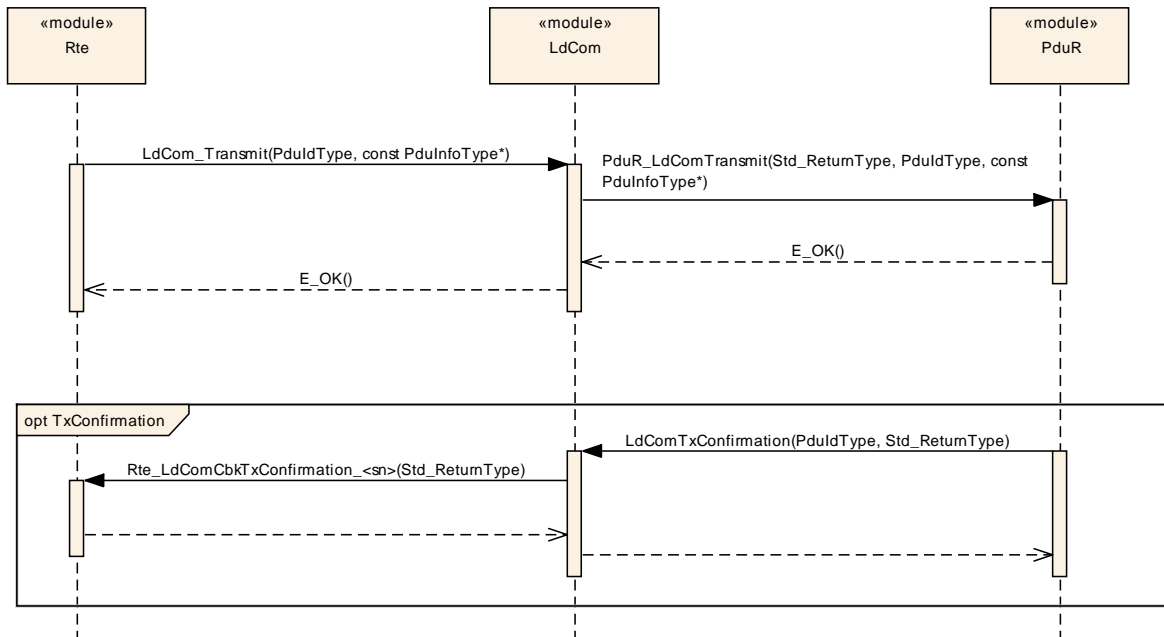 «module»
Rte
«module»
LdCom
«module»
PduR
LdCom_Transmit(PduIdType, const PduInfoType*)
PduR_LdComTransmit(Std_ReturnType, PduIdType, const
PduInfoType*)
E_OK()
E_OK()
opt TxConfirmation
LdComTxConfirmation(PduIdType, Std_ReturnType)
Rte_LdComCbkTxConfirmation_<sn>(Std_ReturnType)